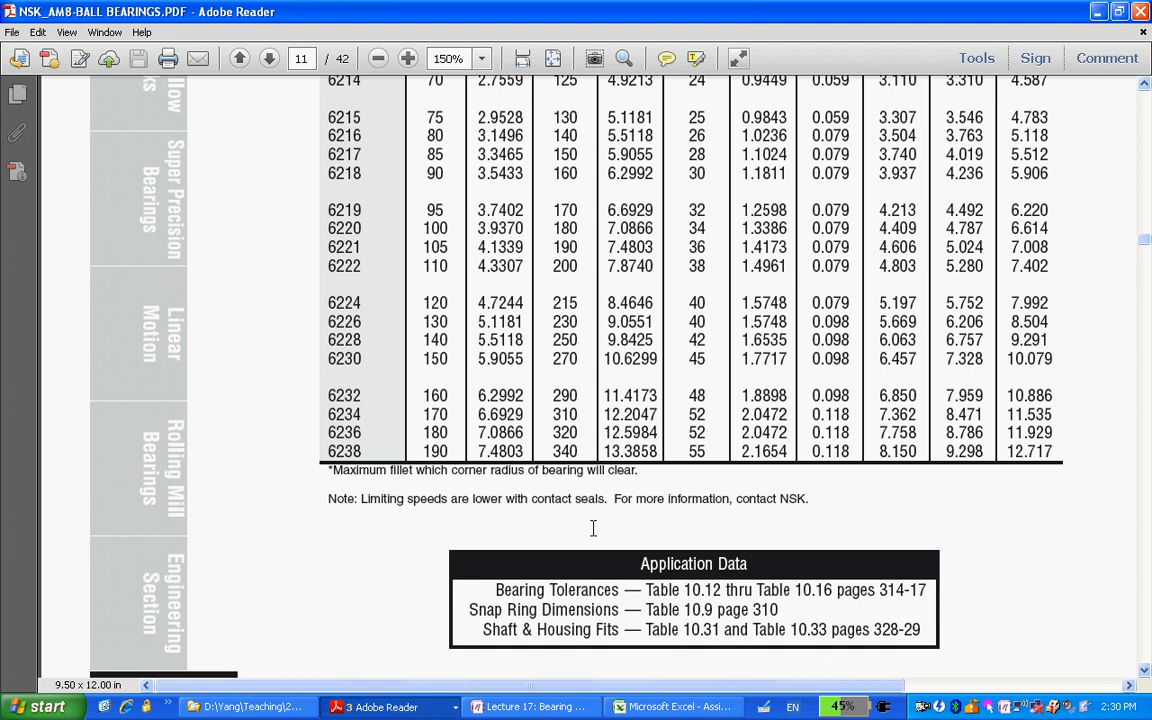 NSK_AM8-BALL BEARINGS.PDF - Adobe Reader
File Edit View Window Help
11 / 42 150% Tools Sign Comment
6214 70 2.7559 125 4.9213 24 0.9449 0.059 3.110 3.310 4.587
6215 75 2.9528 130 5.1181 25 0.9843 0.059 3.307 3.546 4.783
6216 80 3.1496 140 5.5118 26 1.0236 0.079 3.504 3.763 5.118
6217 85 3.3465 150 5.9055 28 1.1024 0.079 3.740 4.019 5.512
6218 90 3.5433 160 6.2992 30 1.1811 0.079 3.937 4.236 5.906
6219 95 3.7402 170 6.6929 32 1.2598 0.079 4.213 4.492 6.220
6220 100 3.9370 180 7.0866 34 1.3386 0.079 4.409 4.787 6.614
6221 105 4.1339 190 7.4803 36 1.4173 0.079 4.606 5.024 7.008
6222 110 4.3307 200 7.8740 38 1.4961 0.079 4.803 5.280 7.402
6224 120 4.7244 215 8.4646 40 1.5748 0.079 5.197 5.752 7.992
6226 130 5.1181 230 9.0551 40 1.5748 0.098 5.669 6.206 8.504
6228 140 5.5118 250 9.8425 42 1.6535 0.098 6.063 6.757 9.291
6230 150 5.9055 270 10.6299 45 1.7717 0.098 6.457 7.328 10.079
6232 160 6.2992 290 11.4173 48 1.8898 0.098 6.850 7.959 10.886
6234 170 6.6929 310 12.2047 52 2.0472 0.118 7.362 8.471 11.535
6236 180 7.0866 320 12.5984 52 2.0472 0.118 7.758 8.786 11.929
6238 190 7.4803 340 13.3858 55 2.1654 0.118 8.150 9.298 12.717
*Maximum fillet which corner radius of bearing will clear.
Note: Limiting speeds are lower with contact seals. For more information, contact NSK.
Application Data
Bearing Tolerances — Table 10.12 thru Table 10.16 pages 314-17
Snap Ring Dimensions — Table 10.9 page 310
Shaft & Housing Fits — Table 10.31 and Table 10.33 pages 328-29
Super Precision
Bearings
Linear
Motion
Rolling Mill
Bearings
Engineering
Section
9.50 x 12.00 in
start D:\Yang\Teaching\2... 3 Adobe Reader Lecture 17: Bearing ... Microsoft Excel - Assi... 45% EN 2:30 PM